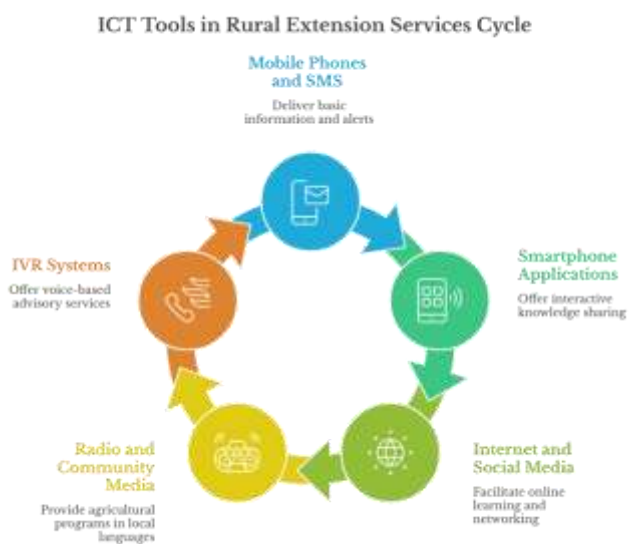 ICT Tools in Rural Extension Services Cycle
Mobile Phones
and SMS
Deliver basic
information and alerts
Smartphone
Applications
Offer interactive
knowledge sharing
Internet and
Social Media
Facilitate online
learning and
networking
Radio and
Community
Media
Provide agricultural
programs in local
languages
IVR Systems
Offer voice-based
advisory services